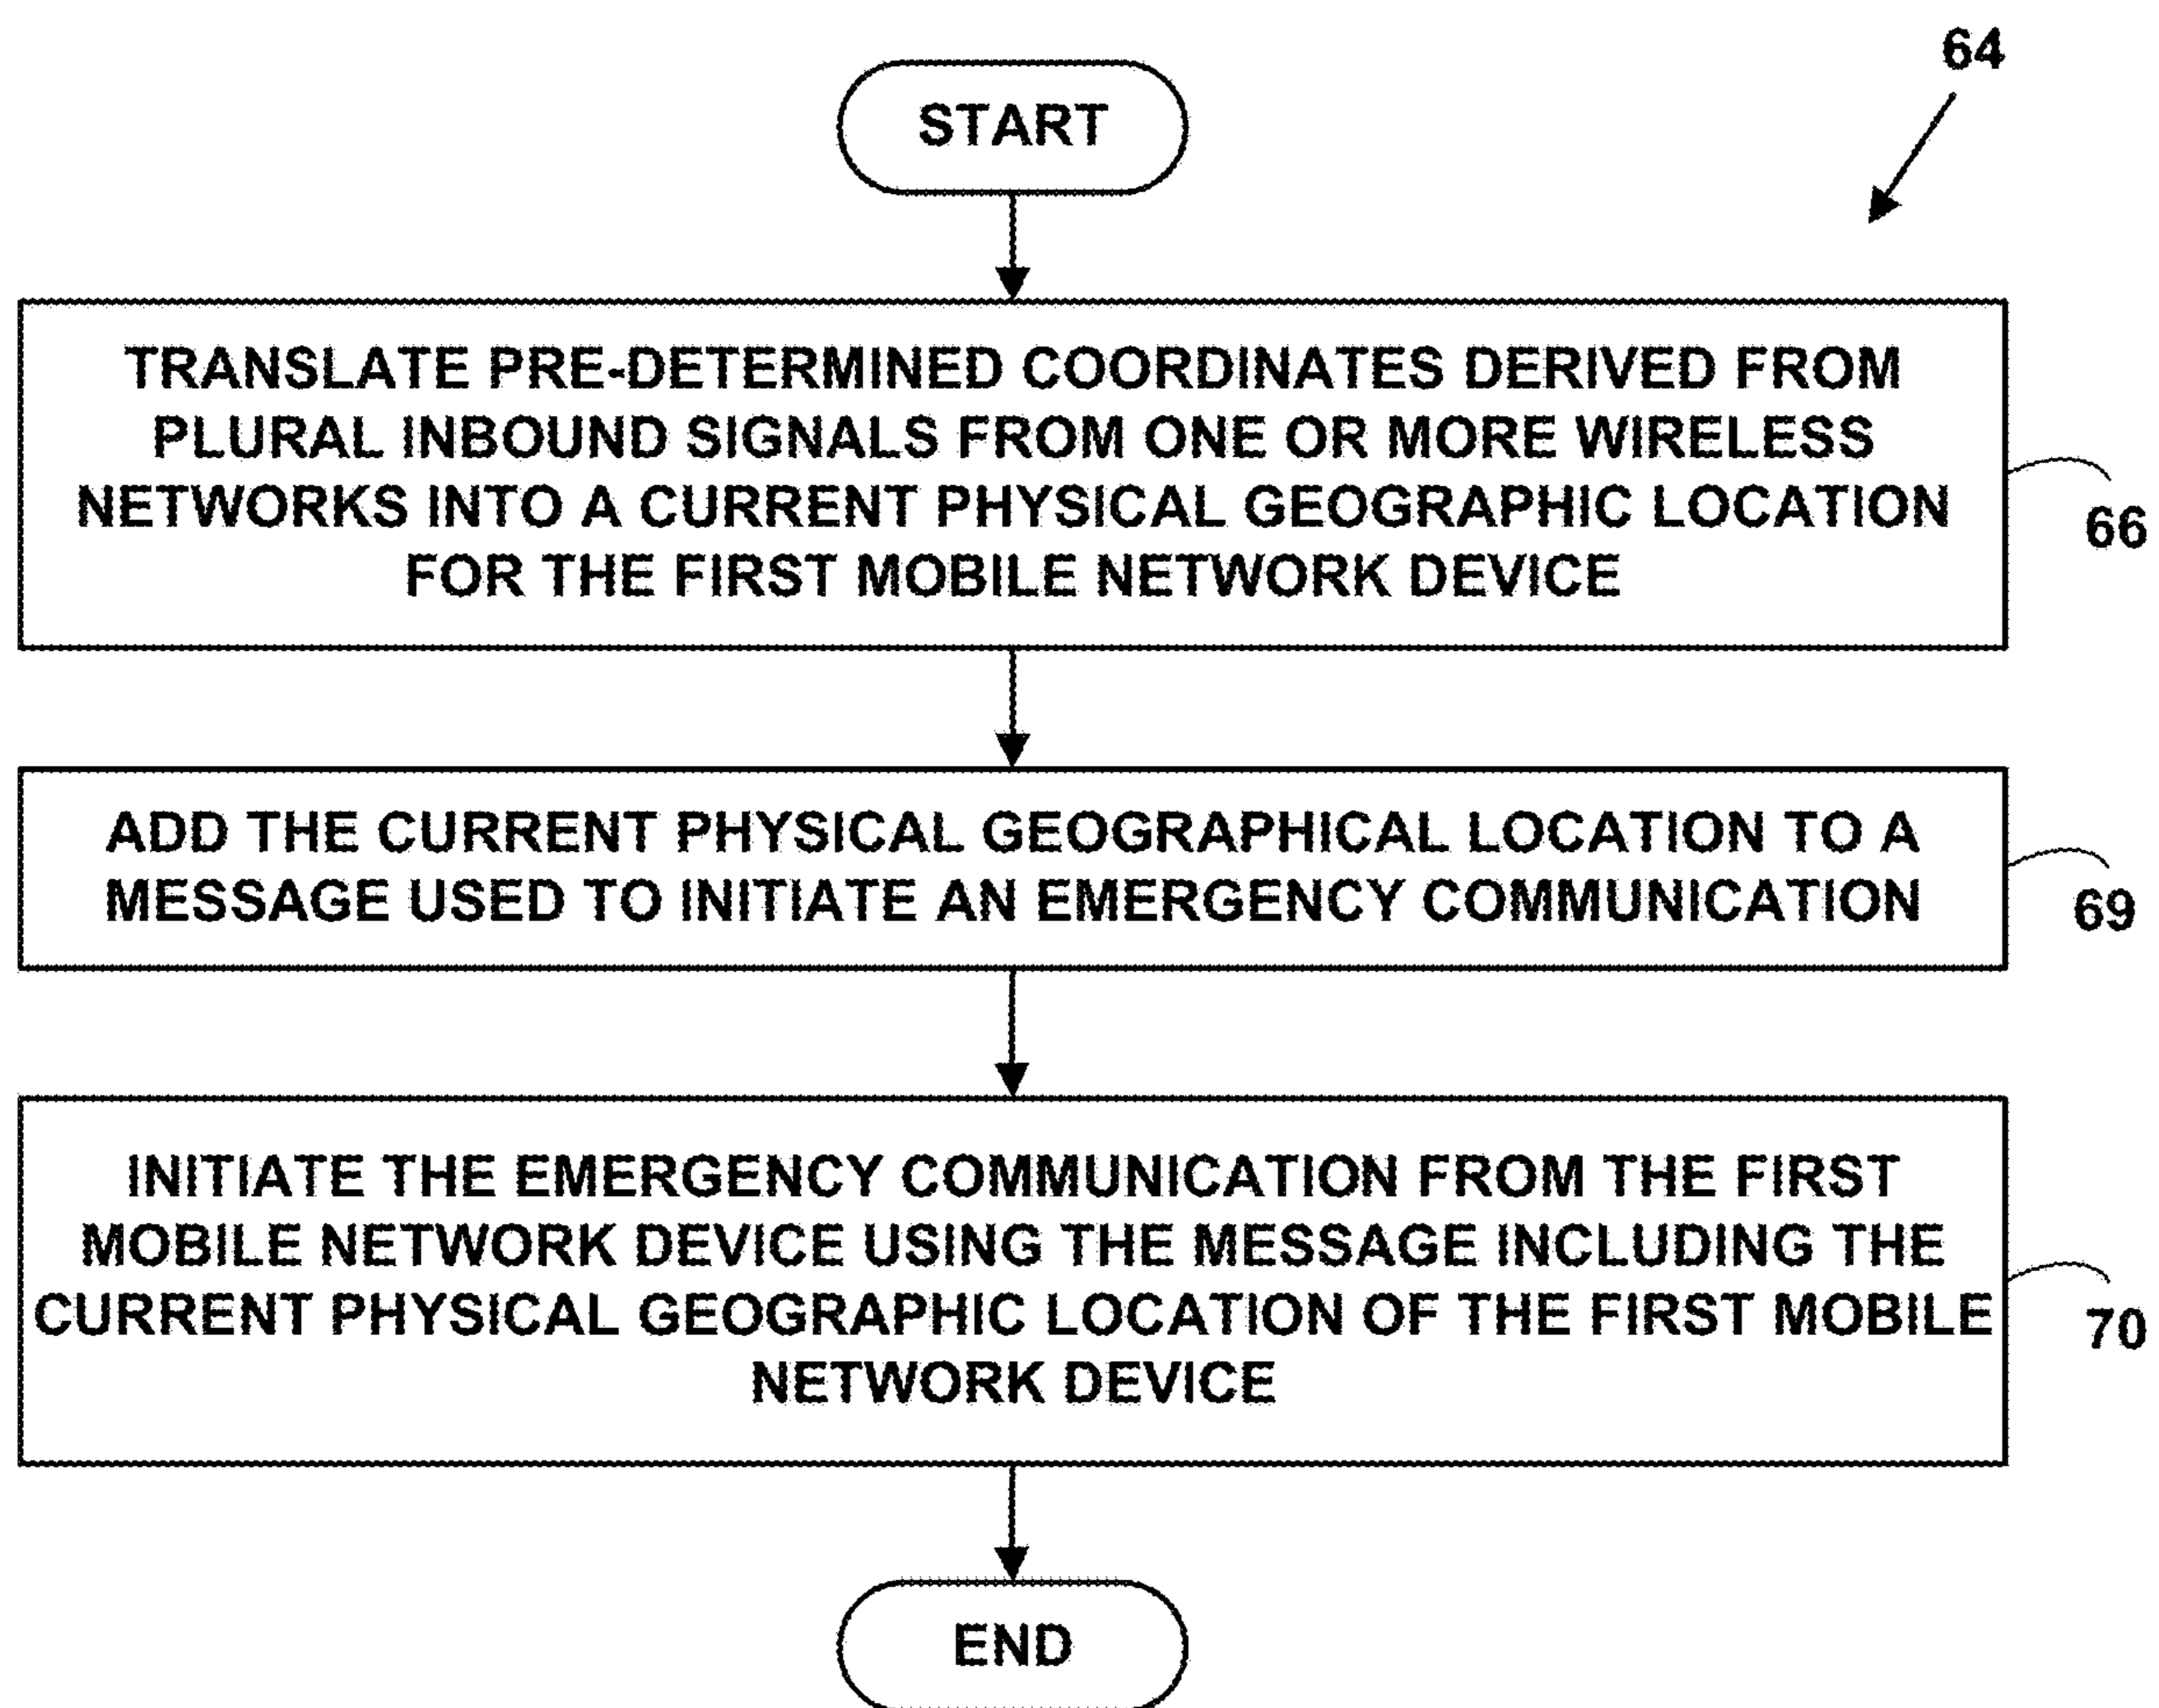 64
START
TRANSLATE PRE-DETERMINED COORDINATES DERIVED FROM
PLURAL INBOUND SIGNALS FROM ONE OR MORE WIRELESS
NETWORKS INTO A CURRENT PHYSICAL GEOGRAPHIC LOCATION
FOR THE FIRST MOBILE NETWORK DEVICE
66
ADD THE CURRENT PHYSICAL GEOGRAPHICAL LOCATION TO A
MESSAGE USED TO INITIATE AN EMERGENCY COMMUNICATION
69
INITIATE THE EMERGENCY COMMUNICATION FROM THE FIRST
MOBILE NETWORK DEVICE USING THE MESSAGE INCLUDING THE
CURRENT PHYSICAL GEOGRAPHIC LOCATION OF THE FIRST MOBILE
NETWORK DEVICE
70
END